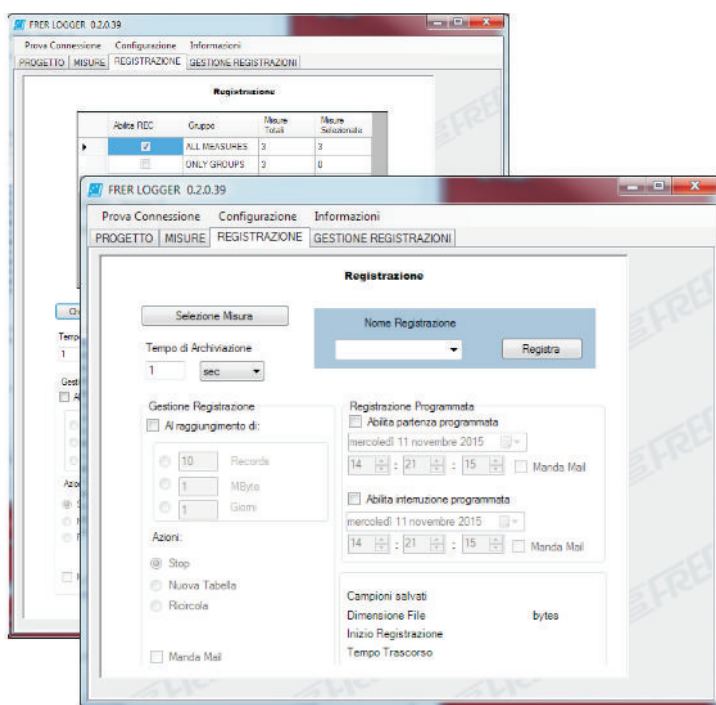 FRER LOGGER 0.2.0.39
Prova Connessione Configurazione Informazioni
PROGETTO MISURE REGISTRAZIONE GESTIONE REGISTRAZIONI
Registrazione
Abilita REC Gruppo Misure Totali Misure Selezionate
ALL MEASURES 3 3
ONLY GROUPS 3 0
Tempo
1
FRER LOGGER 0.2.0.39
Prova Connessione Configurazione Informazioni
PROGETTO MISURE REGISTRAZIONE GESTIONE REGISTRAZIONI
Registrazione
Selezione Misura
Nome Registrazione
Registra
Tempo di Archiviazione
1 sec
Gestione Registrazione
Al raggiungimento di:
10 Records
1 MByte
1 Giorni
Azioni:
Stop
Nuova Tabella
Ricircola
Manda Mail
Registrazione Programmata
Abilita partenza programmata
mercoledì 11 novembre 2015
14 : 21 : 15 Manda Mail
Abilita interruzione programmata
mercoledì 11 novembre 2015
14 : 21 : 15 Manda Mail
Campioni salvati
Dimensione File bytes
Inizio Registrazione
Tempo Trascorso